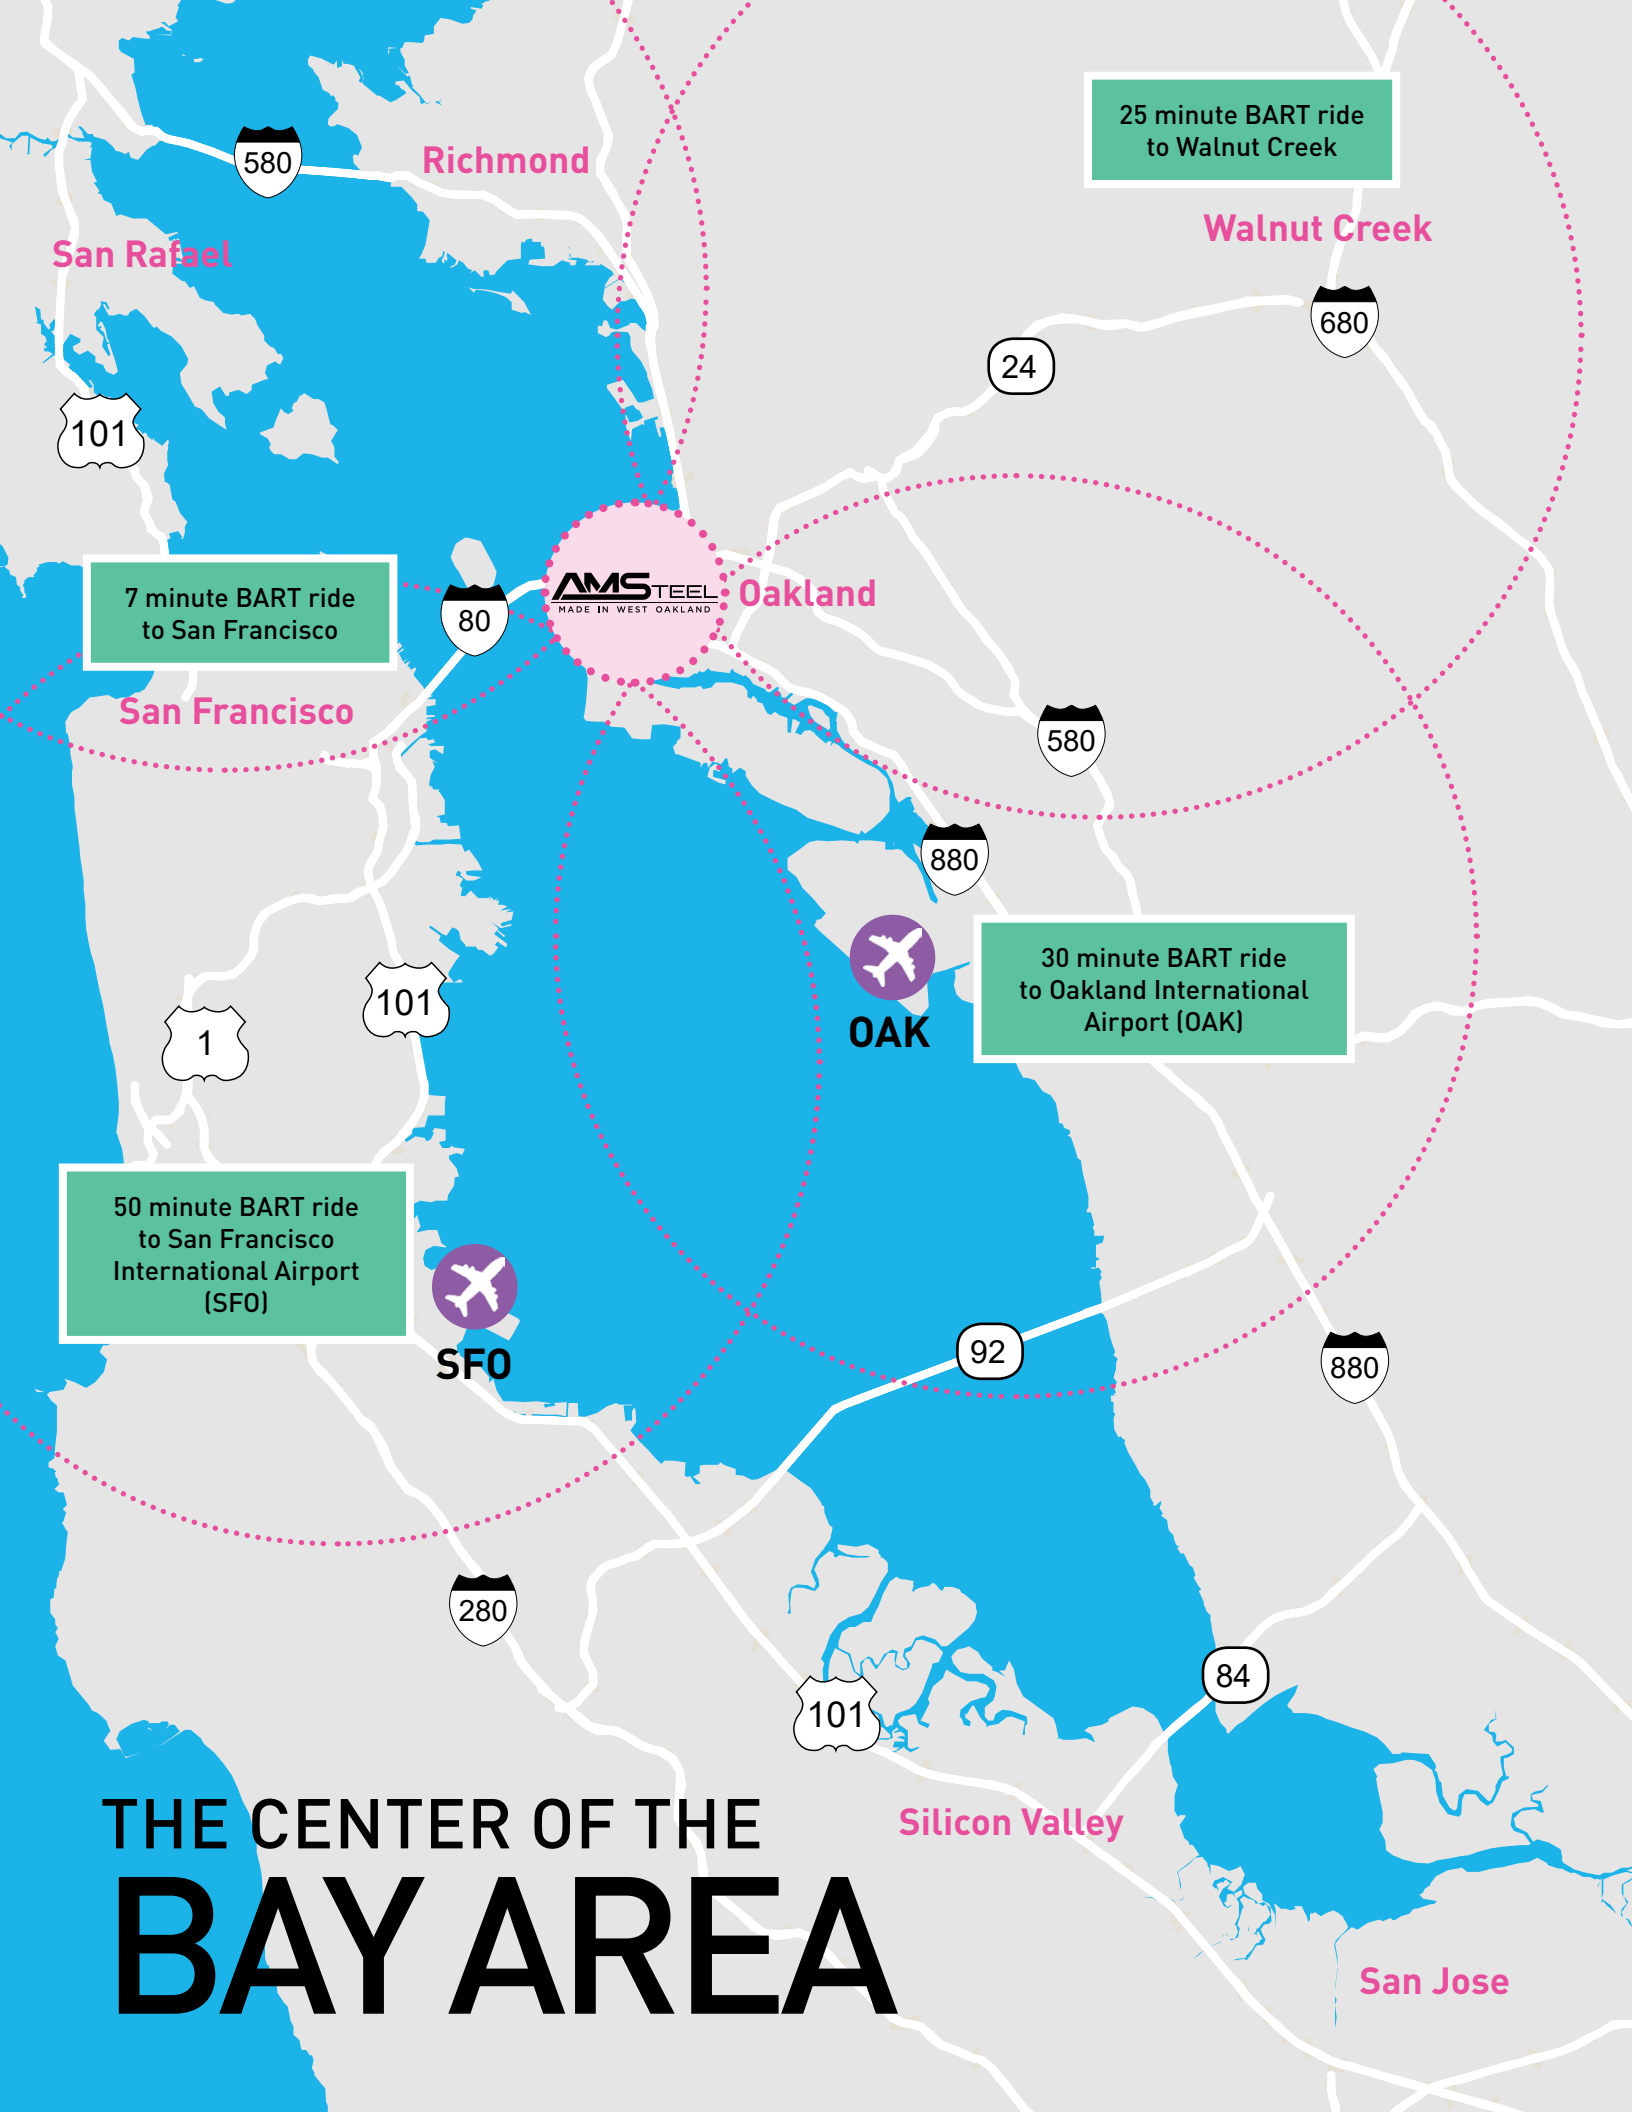 25 minute BART ride
to Walnut Creek
580
Richmond
Walnut Creek
San Rafael
680
24
101
7 minute BART ride
to San Francisco
80
AMSTEEL
MADE IN WEST OAKLAND
Oakland
San Francisco
580
880
30 minute BART ride
to Oakland International
Airport (OAK)
101
OAK
1
50 minute BART ride
to San Francisco
International Airport
(SFO)
SFO
92
880
280
84
101
THE CENTER OF THE
BAY AREA
Silicon Valley
San Jose